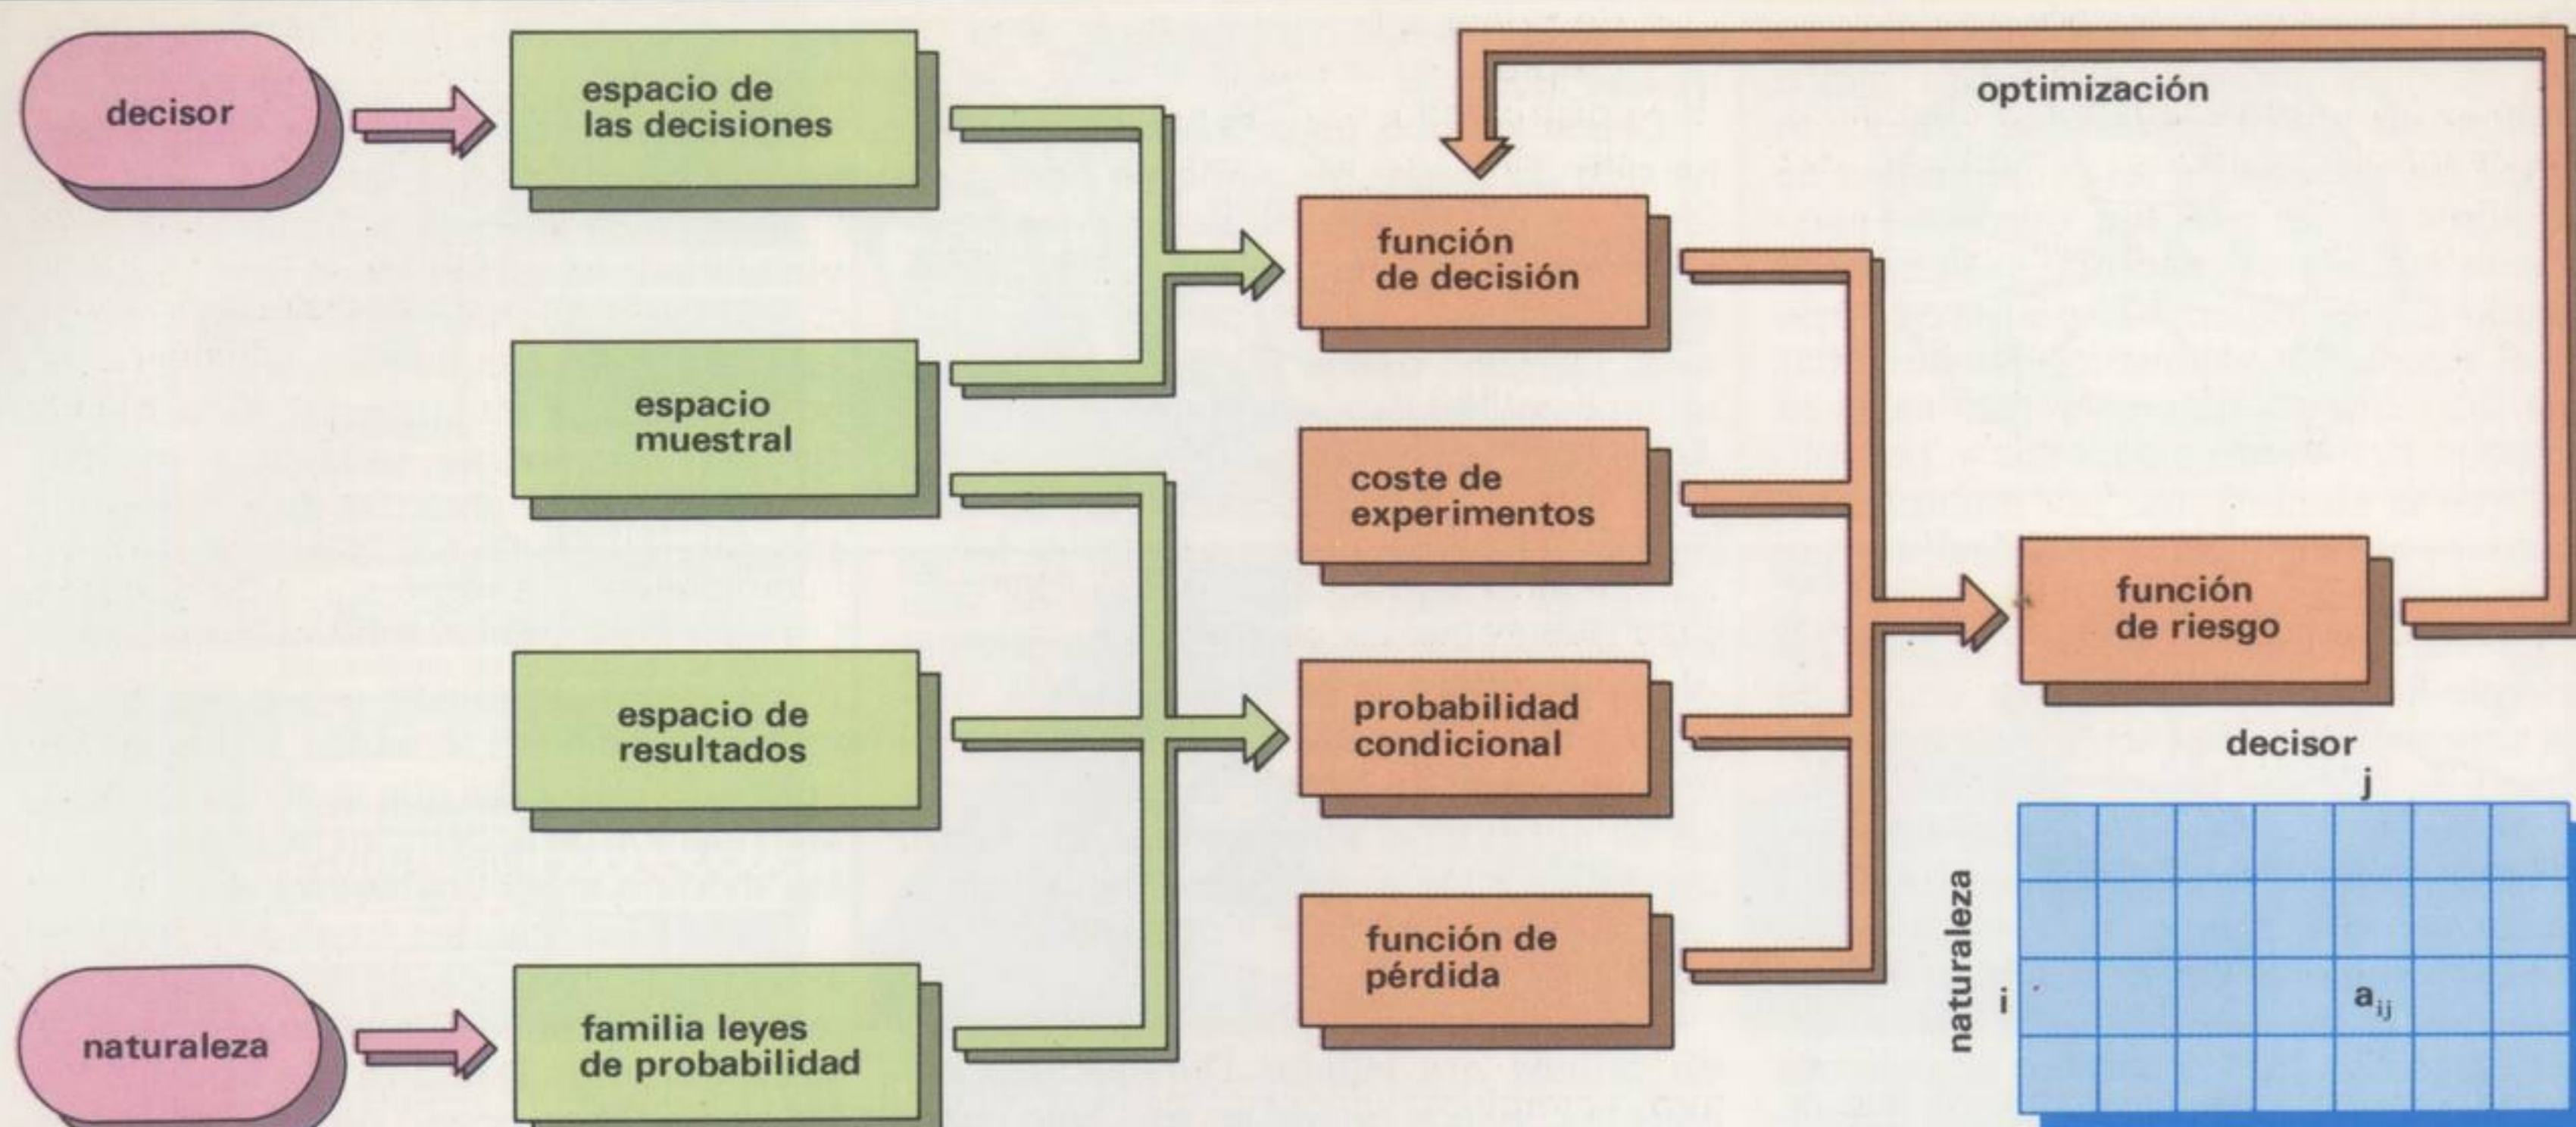 decisor
espacio de
las decisiones
optimización
función
de decisión
espacio
muestral
coste de
experimentos
función
de riesgo
espacio de
resultados
probabilidad
condicional
decisor
j
función de
pérdida
naturaleza
i
a_ij
naturaleza
familia leyes
de probabilidad